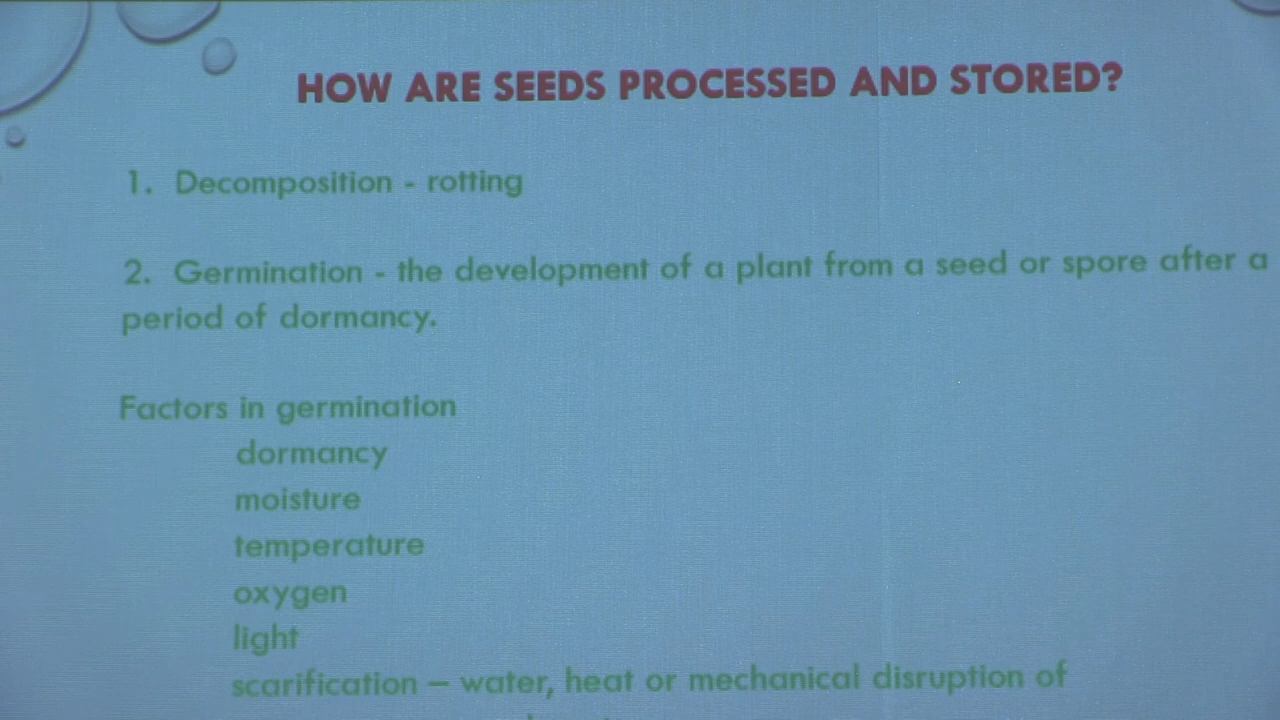 HOW ARE SEEDS PROCESSED AND STORED?
1. Decomposition - rotting
2. Germination - the development of a plant from a seed or spore after a
period of dormancy.
Factors in germination
dormancy
moisture
temperature
oxygen
light
scarification – water, heat or mechanical disruption of